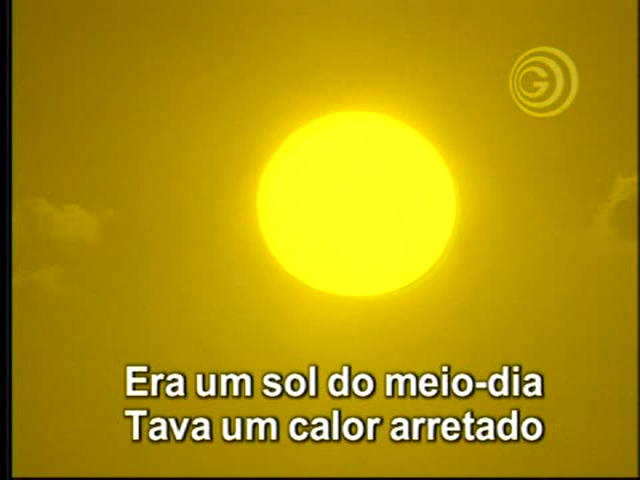 G
Era um sol do meio-dia
Tava um calor arretado